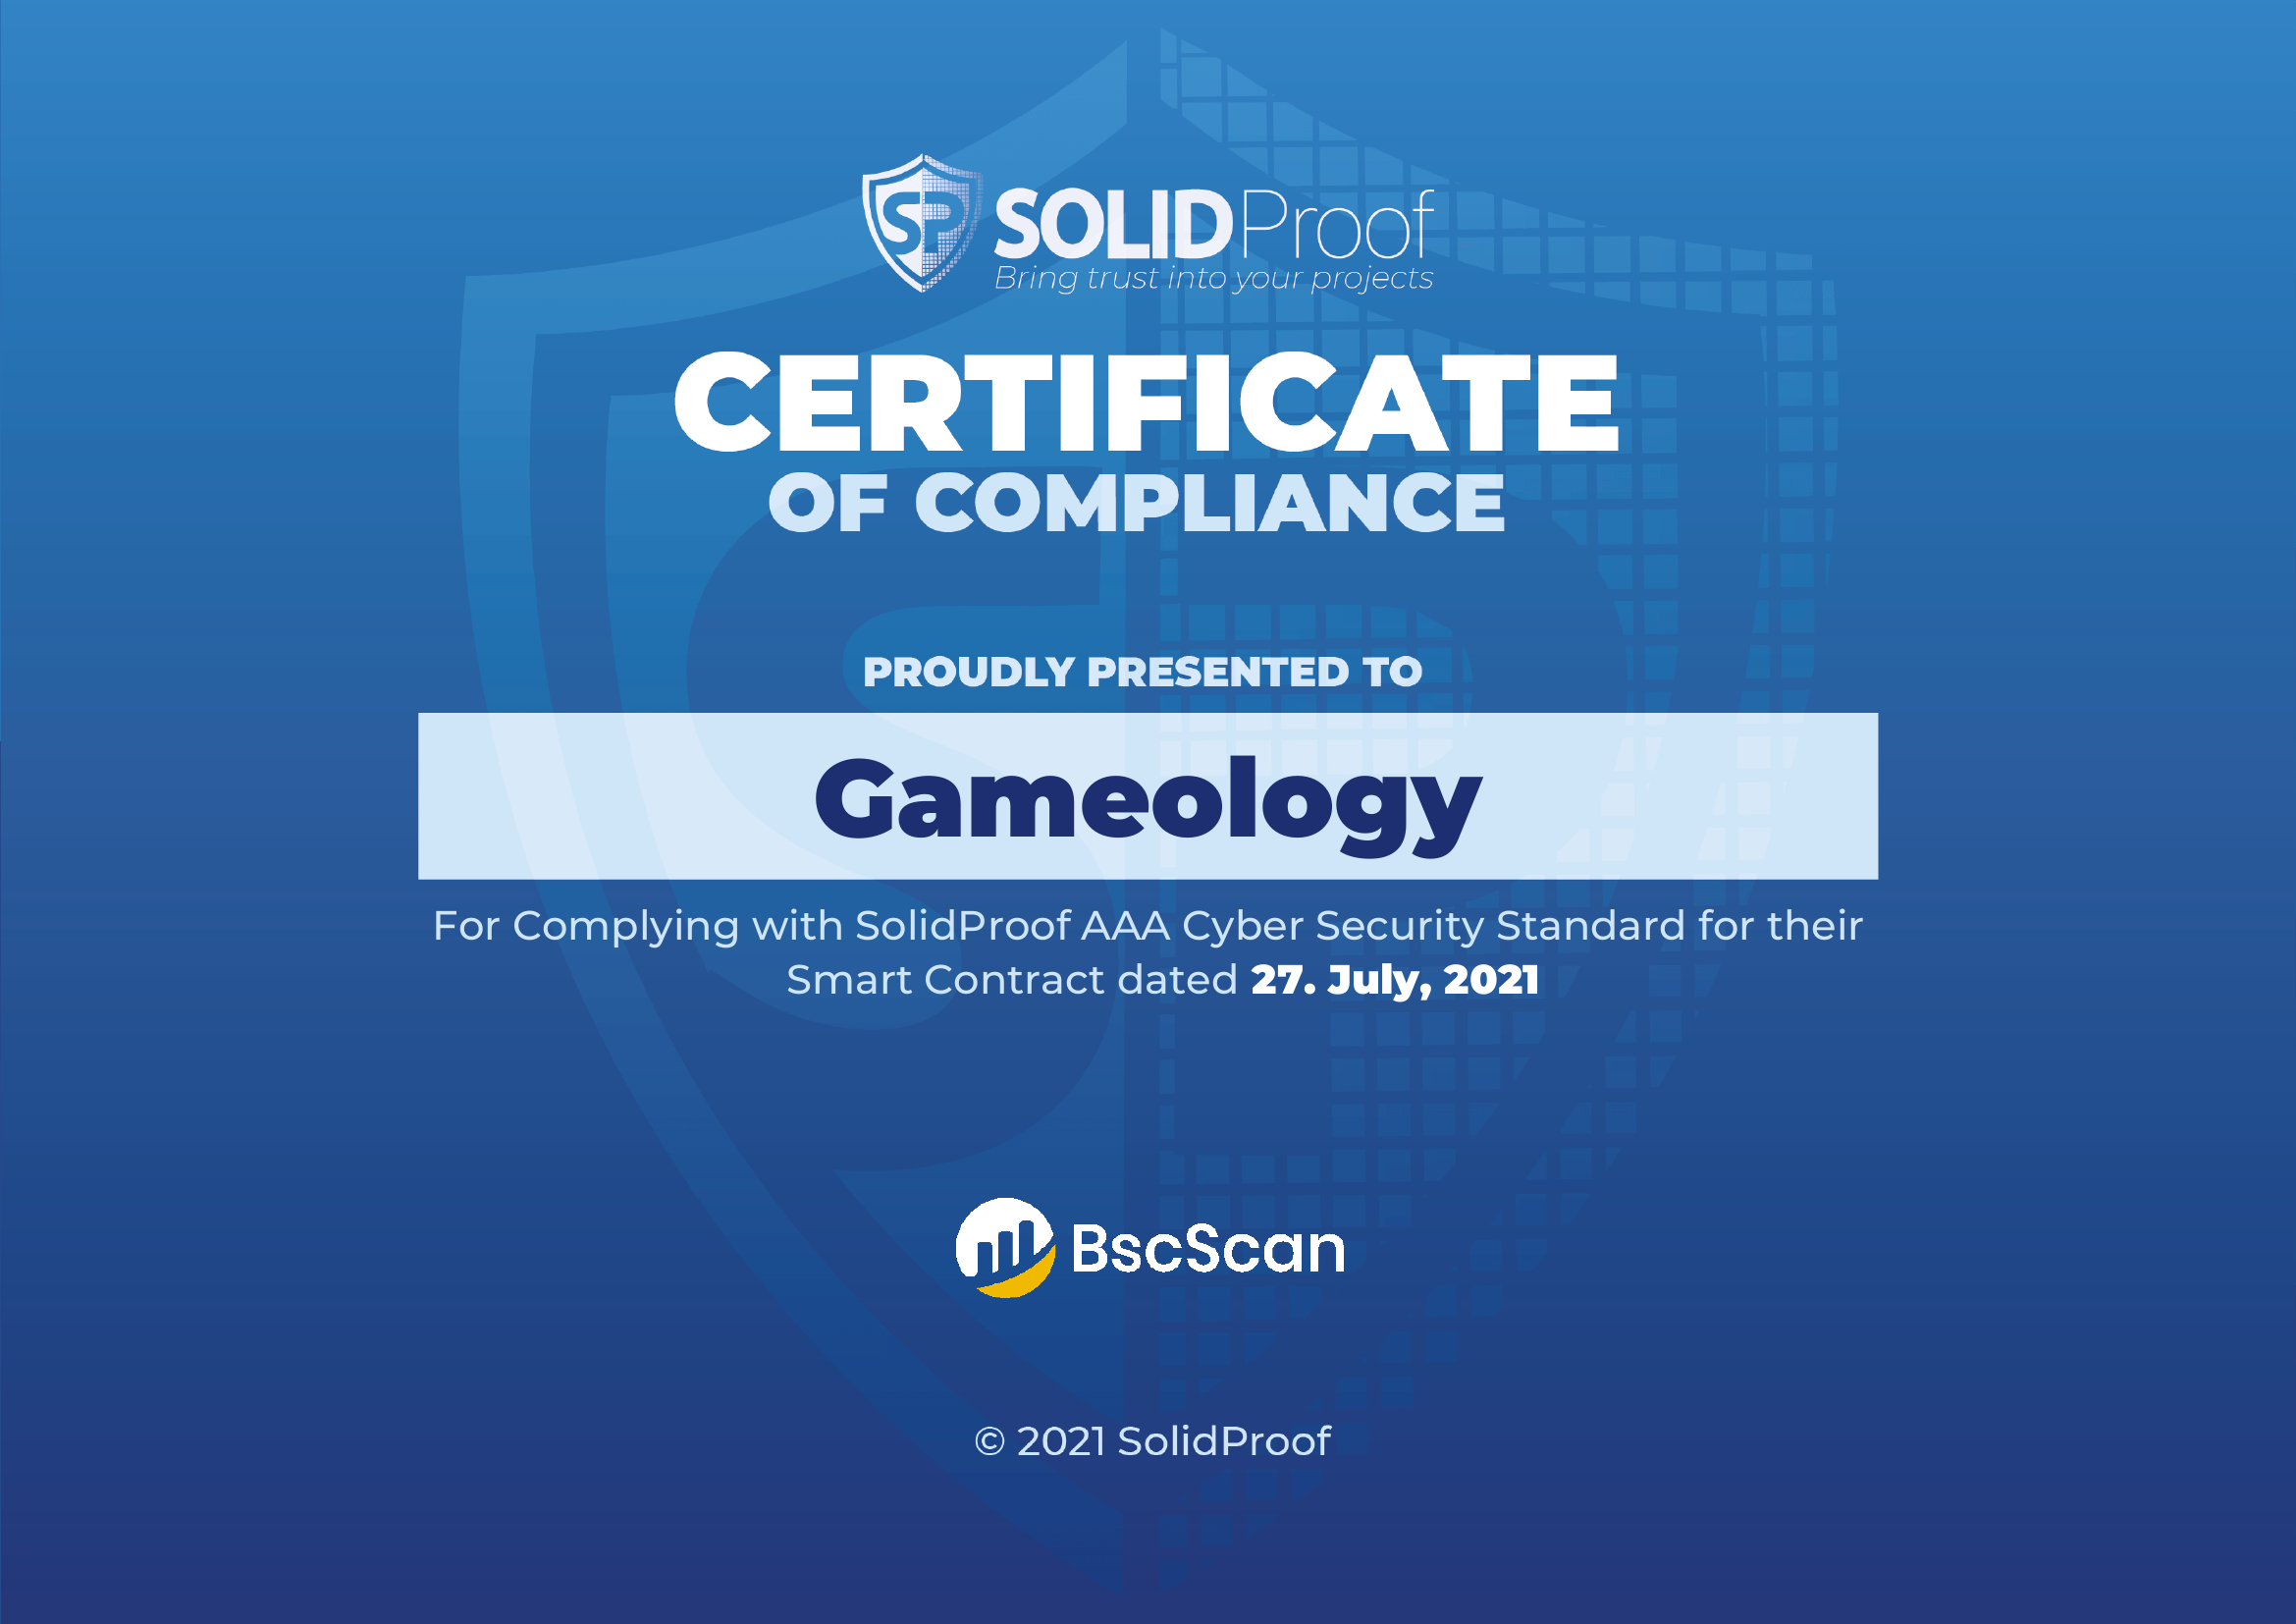 SP SOLIDProof
Bring trust into your projects
CERTIFICATE
OF COMPLIANCE
PROUDLY PRESENTED TO
Gameology
For Complying with SolidProof AAA Cyber Security Standard for their
Smart Contract dated 27. July, 2021
BscScan
© 2021 SolidProof